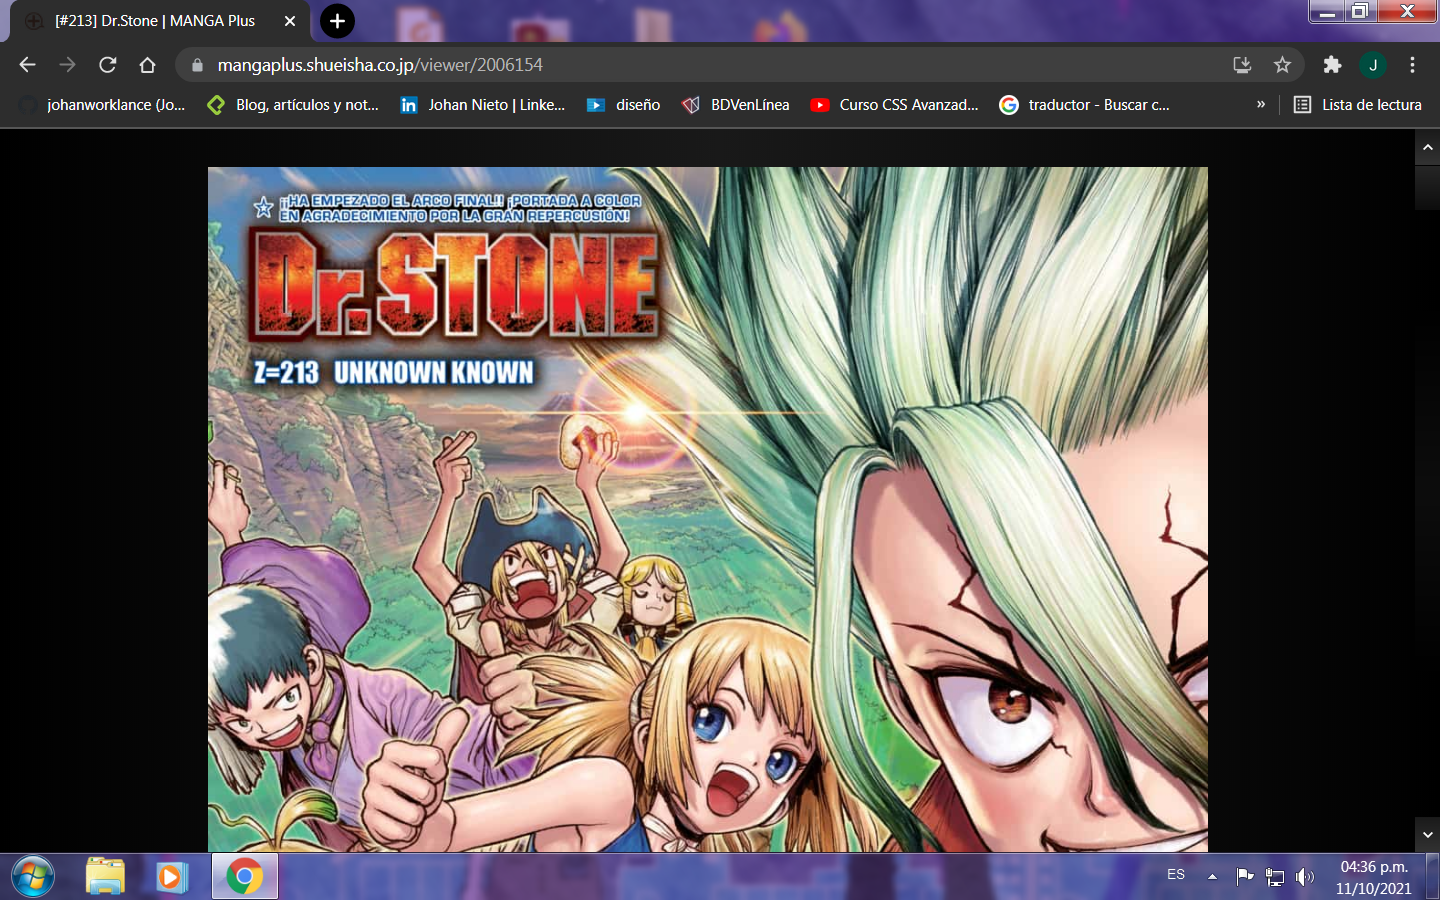 [#213] Dr.Stone | MANGA Plus
mangaplus.shueisha.co.jp/viewer/2006154
johanworklance (Jo...
Blog, artículos y not...
Johan Nieto | Linke...
diseño
BDVenLínea
Curso CSS Avanzad...
traductor - Buscar c...
»
Lista de lectura
J
¡¡HA EMPEZADO EL ARCO FINAL!! ¡PORTADA A COLOR
EN AGRADECIMIENTO POR LA GRAN REPERCUSIÓN!
Dr.STONE
Z=213 UNKNOWN KNOWN
ES
04:36 p.m.
11/10/2021